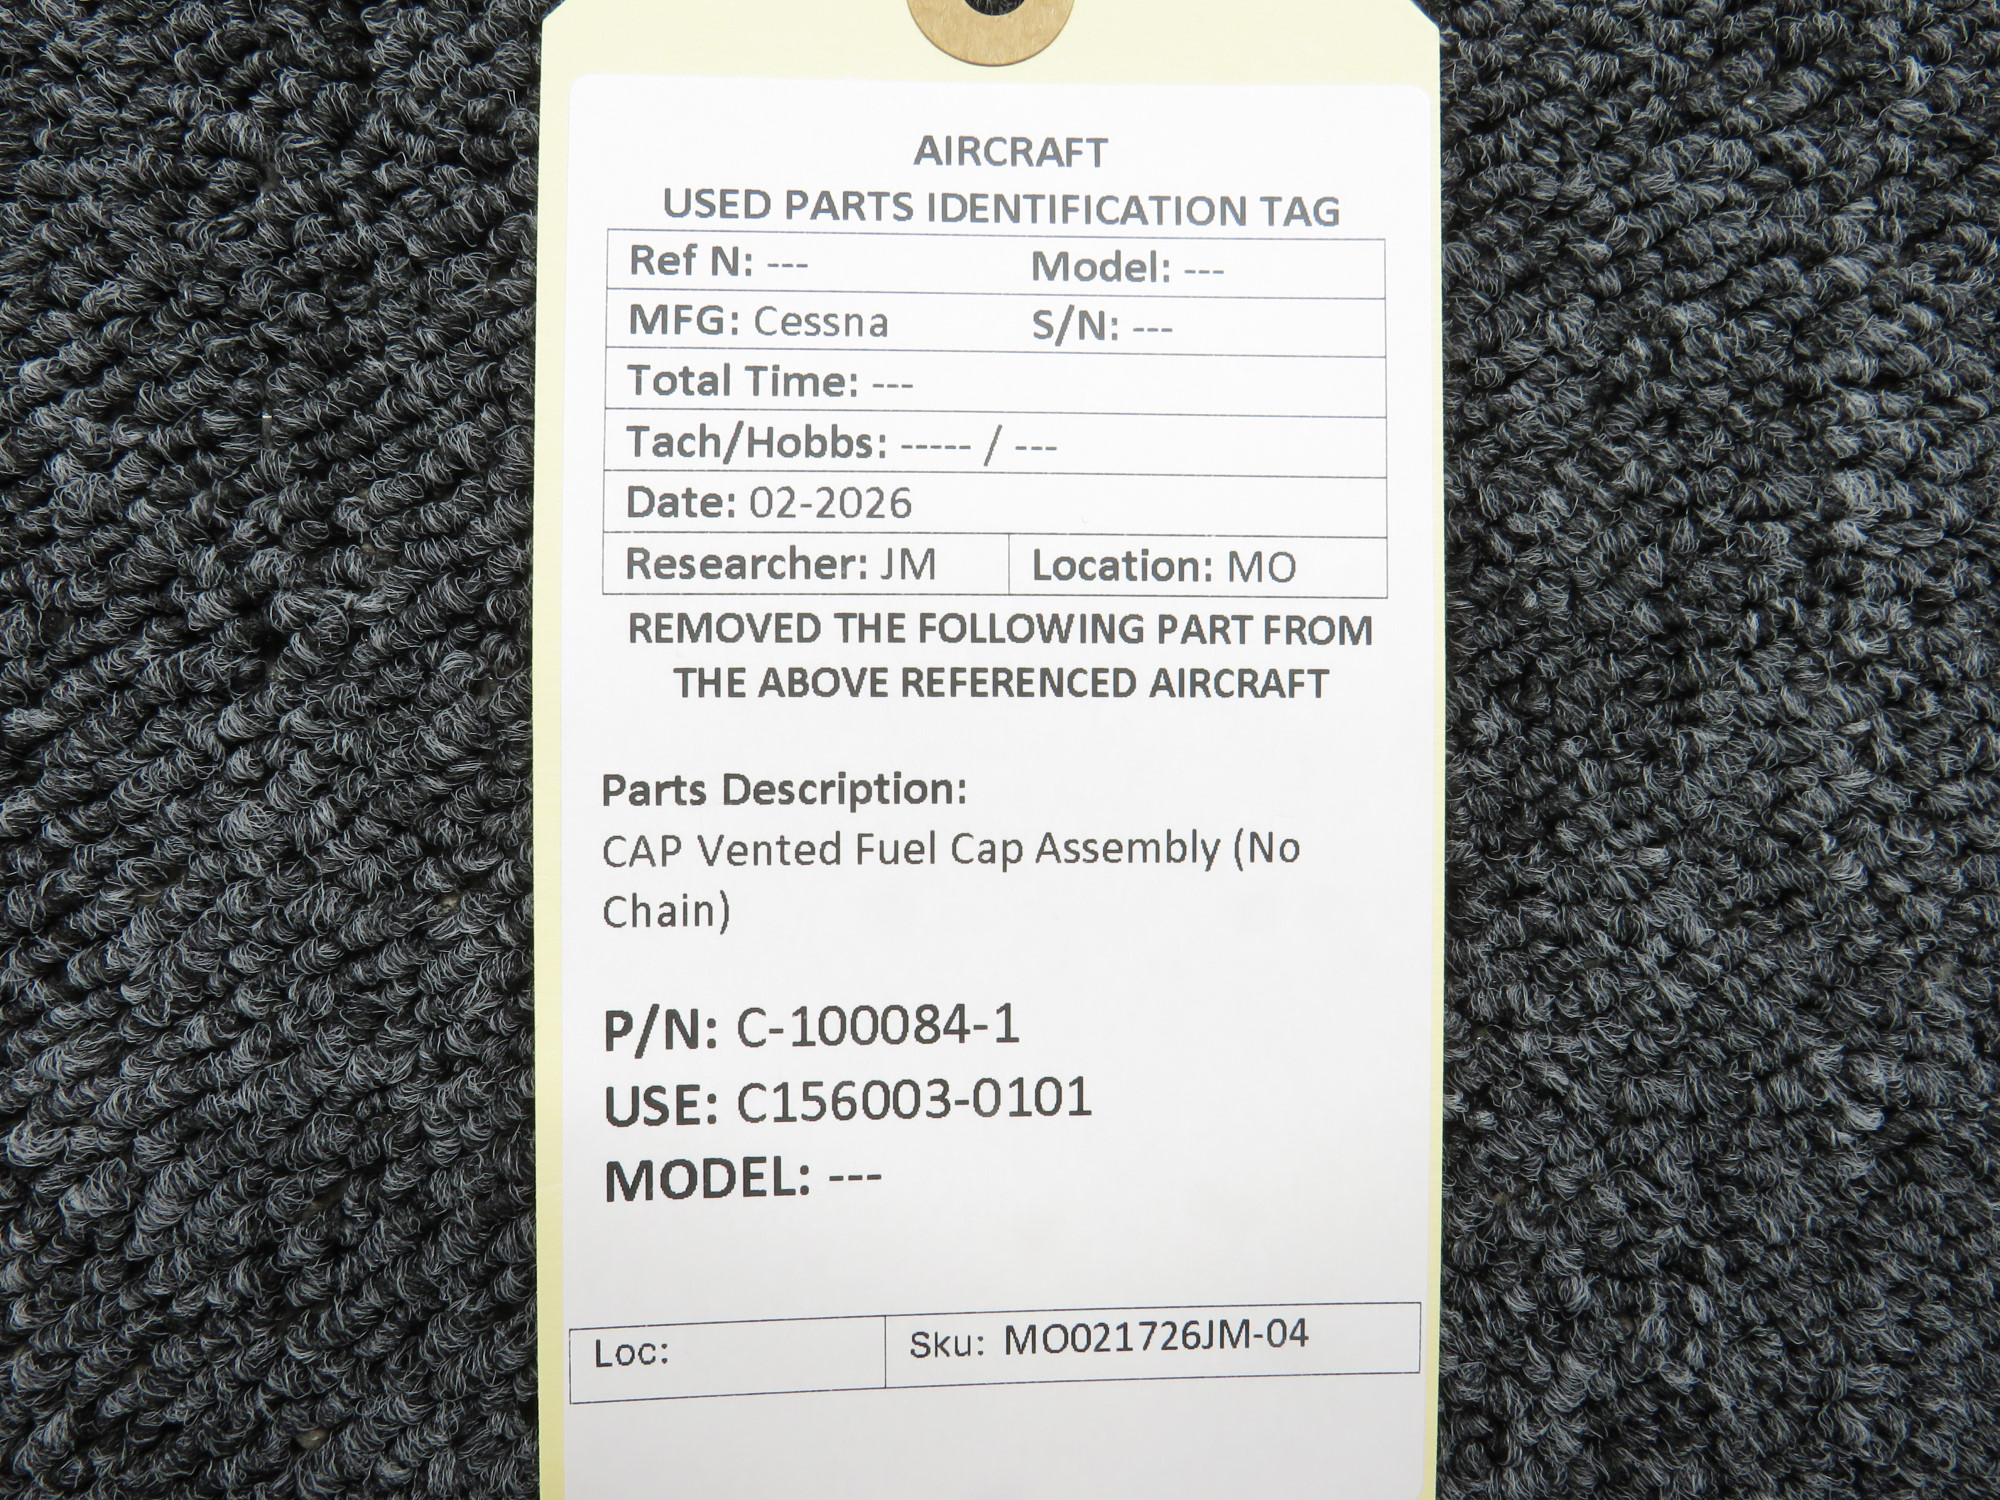 AIRCRAFT
USED PARTS IDENTIFICATION TAG
Ref N: --- Model: ---
MFG: Cessna S/N: ---
Total Time: ---
Tach/Hobbs: ----- / ---
Date: 02-2026
Researcher: JM Location: MO
REMOVED THE FOLLOWING PART FROM
THE ABOVE REFERENCED AIRCRAFT
Parts Description:
CAP Vented Fuel Cap Assembly (No
Chain)
P/N: C-100084-1
USE: C156003-0101
MODEL: ---
Loc: Sku: MO021726JM-04